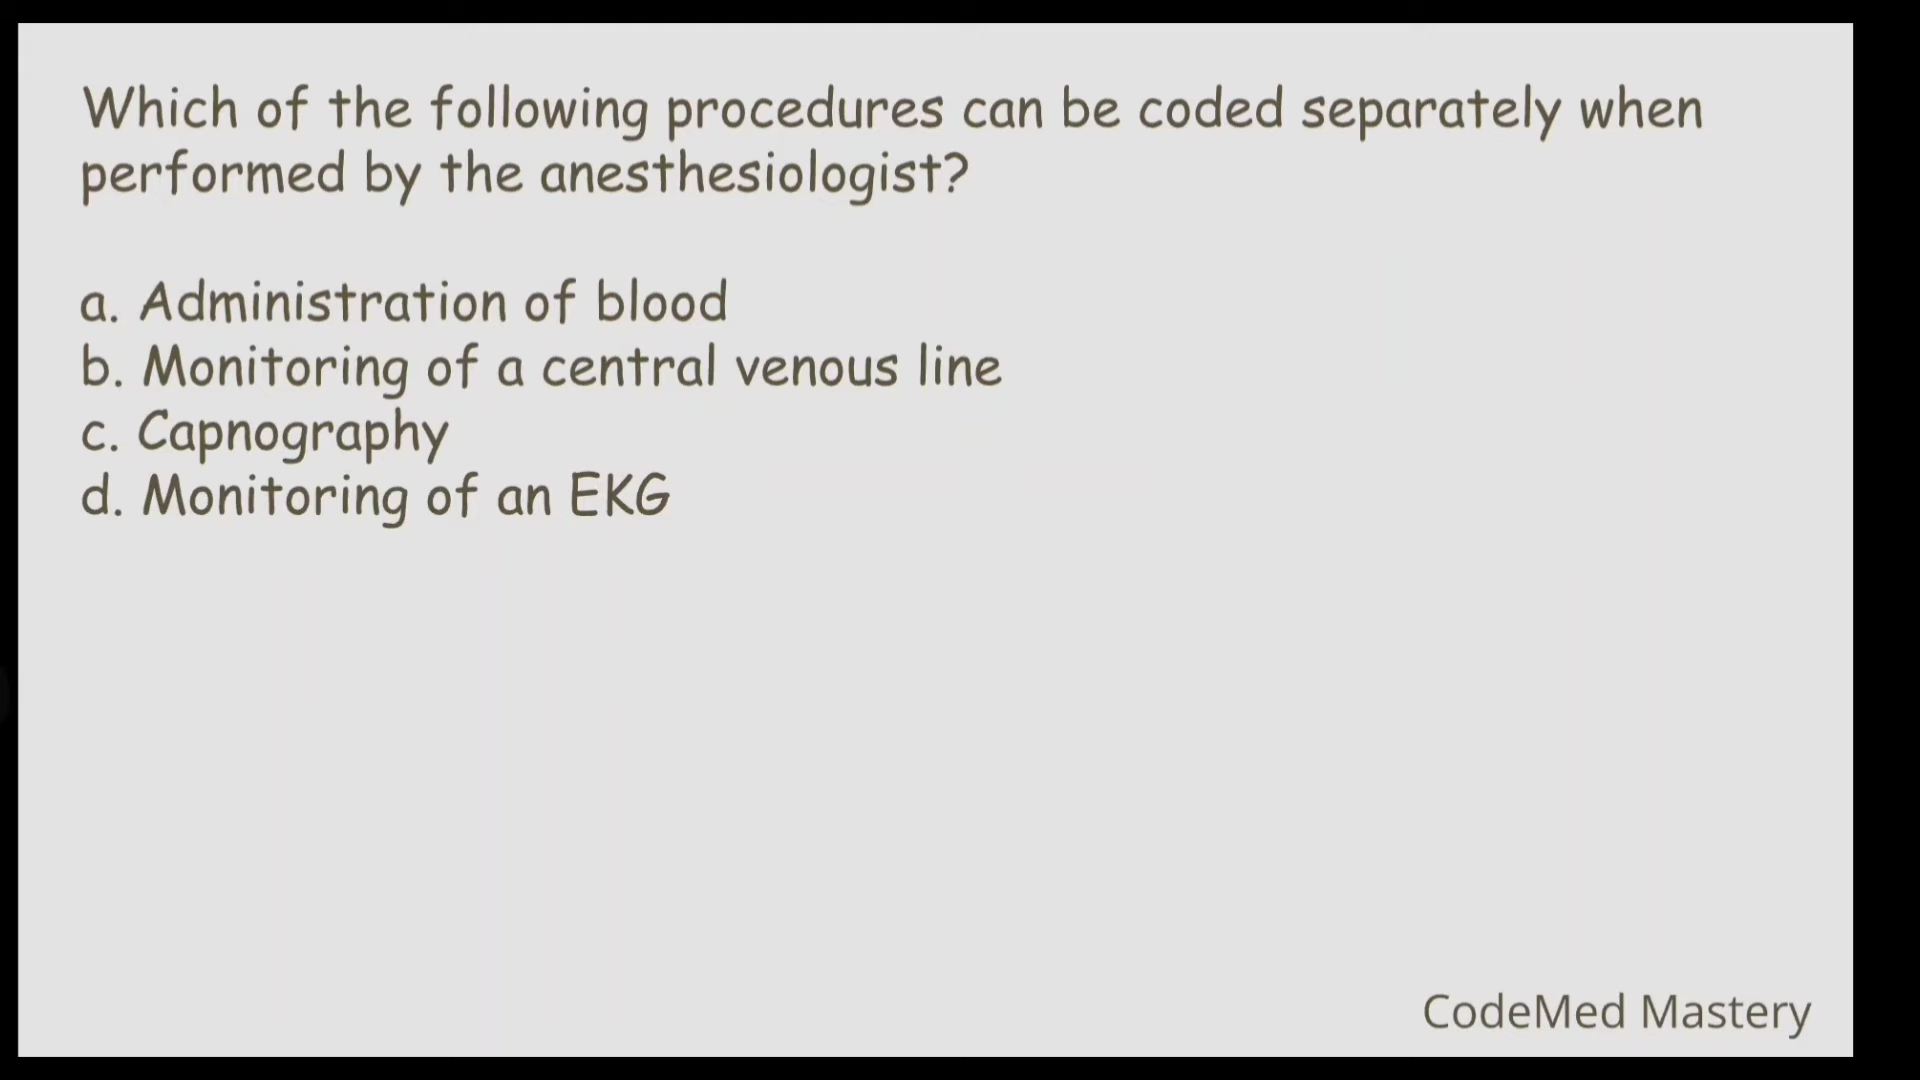 Which of the following procedures can be coded separately when
performed by the anesthesiologist?
a. Administration of blood
b. Monitoring of a central venous line
c. Capnography
d. Monitoring of an EKG
CodeMed Mastery